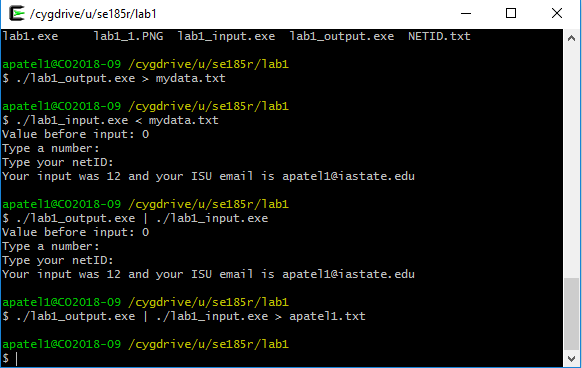 /cygdrive/u/se185r/lab1
lab1.exe lab1_1.PNG lab1_input.exe lab1_output.exe NETID.txt
apatel1@CO2018-09 /cygdrive/u/se185r/lab1
$ ./lab1_output.exe > mydata.txt
apatel1@CO2018-09 /cygdrive/u/se185r/lab1
$ ./lab1_input.exe < mydata.txt
Value before input: 0
Type a number:
Type your netID:
Your input was 12 and your ISU email is apatel1@iastate.edu
apatel1@CO2018-09 /cygdrive/u/se185r/lab1
$ ./lab1_output.exe | ./lab1_input.exe
Value before input: 0
Type a number:
Type your netID:
Your input was 12 and your ISU email is apatel1@iastate.edu
apatel1@CO2018-09 /cygdrive/u/se185r/lab1
$ ./lab1_output.exe | ./lab1_input.exe > apatel1.txt
apatel1@CO2018-09 /cygdrive/u/se185r/lab1
$